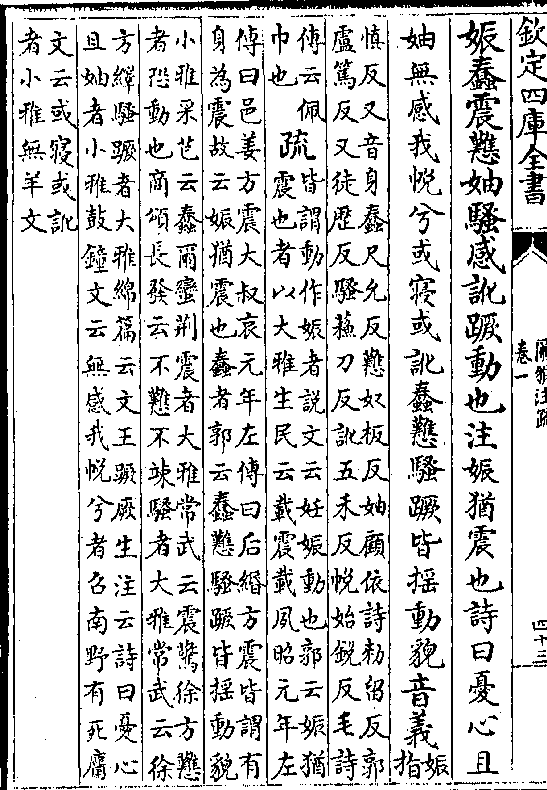 欽定四庫全書
爾雅注疏
卷一
四十三
娠蠢震戁妯騷感訛蹶動也注娠猶震也詩曰憂心且
妯無感我帨兮或寢或訛蠢戁騷蹶皆揺動貌音義娠指
慎反又音身蠢尺允反戁奴板反妯顧依詩勑留反郭
盧篤反又徒歷反騷蘇刀反訛五禾反帨始鋭反毛詩
傳云佩
巾也
疏
皆謂動作娠者說文云妊娠動也郭云娠猶
震也者以大雅生民云載震載夙昭元年左
傳曰邑姜方震大叔哀元年左傳曰后緡方震皆謂有
身為震故云娠猶震也蠢者郭云蠢戁騷蹶皆揺動貌
小雅采芑云蠢爾蠻荆震者大雅常武云震驚徐方戁
者恐動也商頌長發云不戁不竦騷者大雅常武云徐
方繹騷蹶者大雅綿篇云文王蹶厥生注云詩曰憂心
且妯者小雅鼓鐘文云無感我帨兮者召南野有死麕
文云或寢或訛
者小雅無羊文